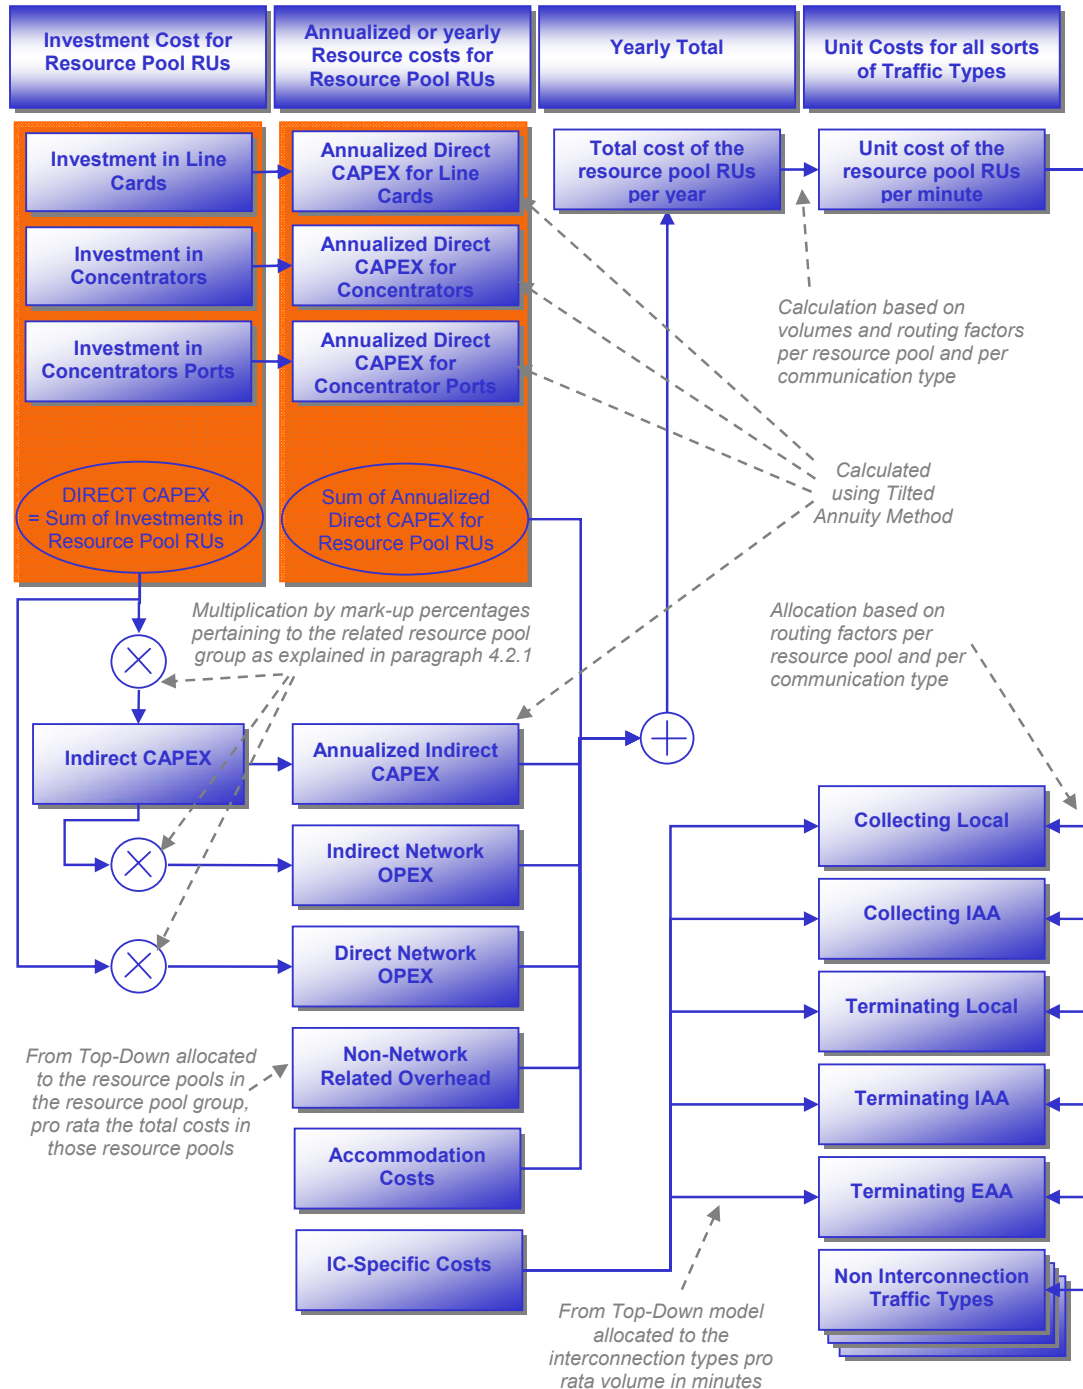 Investment Cost for
Resource Pool RUs
Annualized or yearly
Resource costs for
Resource Pool RUs
Yearly Total
Unit Costs for all sorts
of Traffic Types
Investment in Line
Cards
Annualized Direct
CAPEX for Line
Cards
Total cost of the
resource pool RUs
per year
Unit cost of the
resource pool RUs
per minute
Investment in
Concentrators
Annualized Direct
CAPEX for
Concentrators
Calculation based on
volumes and routing factors
per resource pool and per
communication type
Investment in
Concentrators Ports
Annualized Direct
CAPEX for
Concentrator Ports
Calculated
using Tilted
Annuity Method
DIRECT CAPEX
= Sum of Investments in
Resource Pool RUs
Sum of Annualized
Direct CAPEX for
Resource Pool RUs
Multiplication by mark-up percentages
pertaining to the related resource pool
group as explained in paragraph 4.2.1
Allocation based on
routing factors per
resource pool and per
communication type
Indirect CAPEX
Annualized Indirect
CAPEX
Collecting Local
Indirect Network
OPEX
Collecting IAA
Direct Network
OPEX
Terminating Local
From Top-Down allocated
to the resource pools in
the resource pool group,
pro rata the total costs in
those resource pools
Non-Network
Related Overhead
Terminating IAA
Accommodation
Costs
Terminating EAA
IC-Specific Costs
Non Interconnection
Traffic Types
From Top-Down model
allocated to the
interconnection types pro
rata volume in minutes